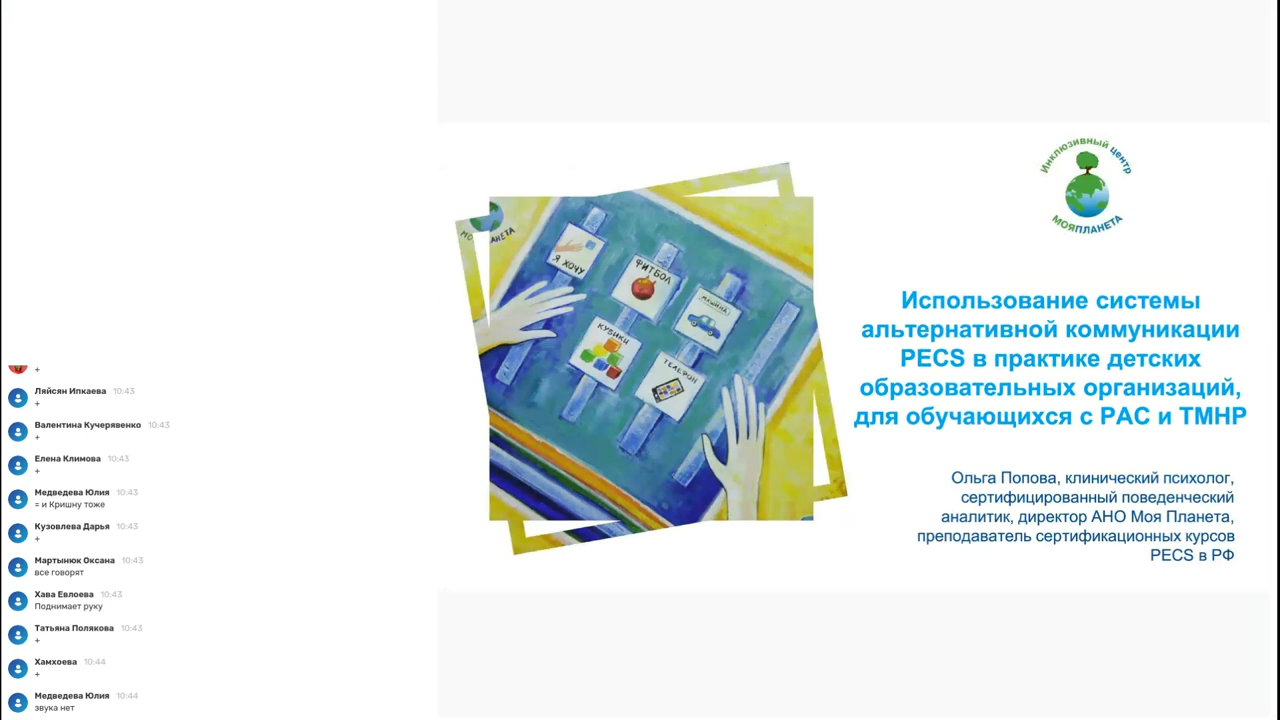 +
Ляйсян Ипкаева 10:43
+
Валентина Кучерявенко 10:43
+
Елена Климова 10:43
+
Медведева Юлия 10:43
= и Кришну тоже
Кузовлева Дарья 10:43
+
Мартынюк Оксана 10:43
все говорят
Хава Евлоева 10:43
Поднимает руку
Татьяна Полякова 10:43
+
Хамхоева 10:44
+
Медведева Юлия 10:44
звука нет
Я ХОЧУ
ФИТБОЛ
МАШИНА
КУБИКИ
ТЕЛЕФОН
Инклюзивный центр
МОЯПЛАНЕТА
Использование системы
альтернативной коммуникации
PECS в практике детских
образовательных организаций,
для обучающихся с РАС и ТМНР
Ольга Попова, клинический психолог,
сертифицированный поведенческий
аналитик, директор АНО Моя Планета,
преподаватель сертификационных курсов
PECS в РФ